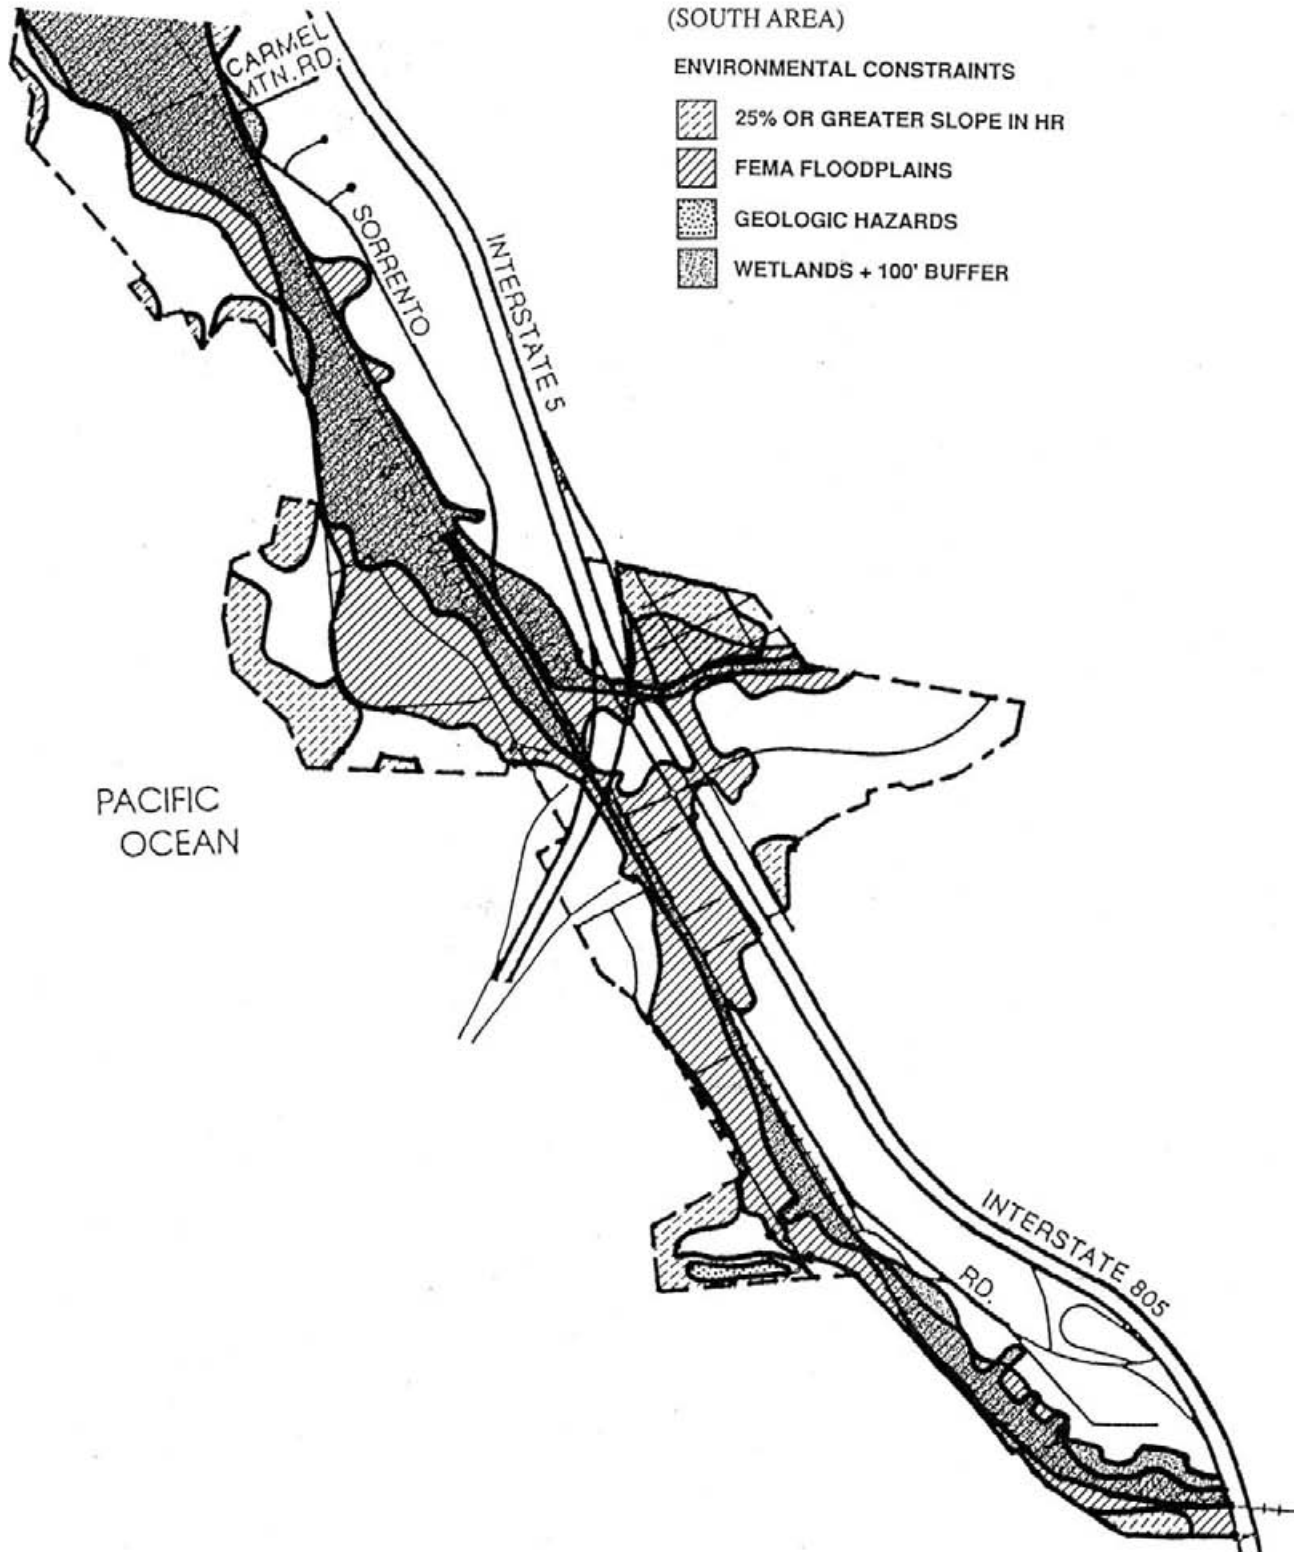 (SOUTH AREA)
ENVIRONMENTAL CONSTRAINTS
25% OR GREATER SLOPE IN HR
FEMA FLOODPLAINS
GEOLOGIC HAZARDS
WETLANDS + 100' BUFFER
CARMEL
MTN. RD.
SORRENTO
INTERSTATE 5
PACIFIC
OCEAN
INTERSTATE 805
RD.